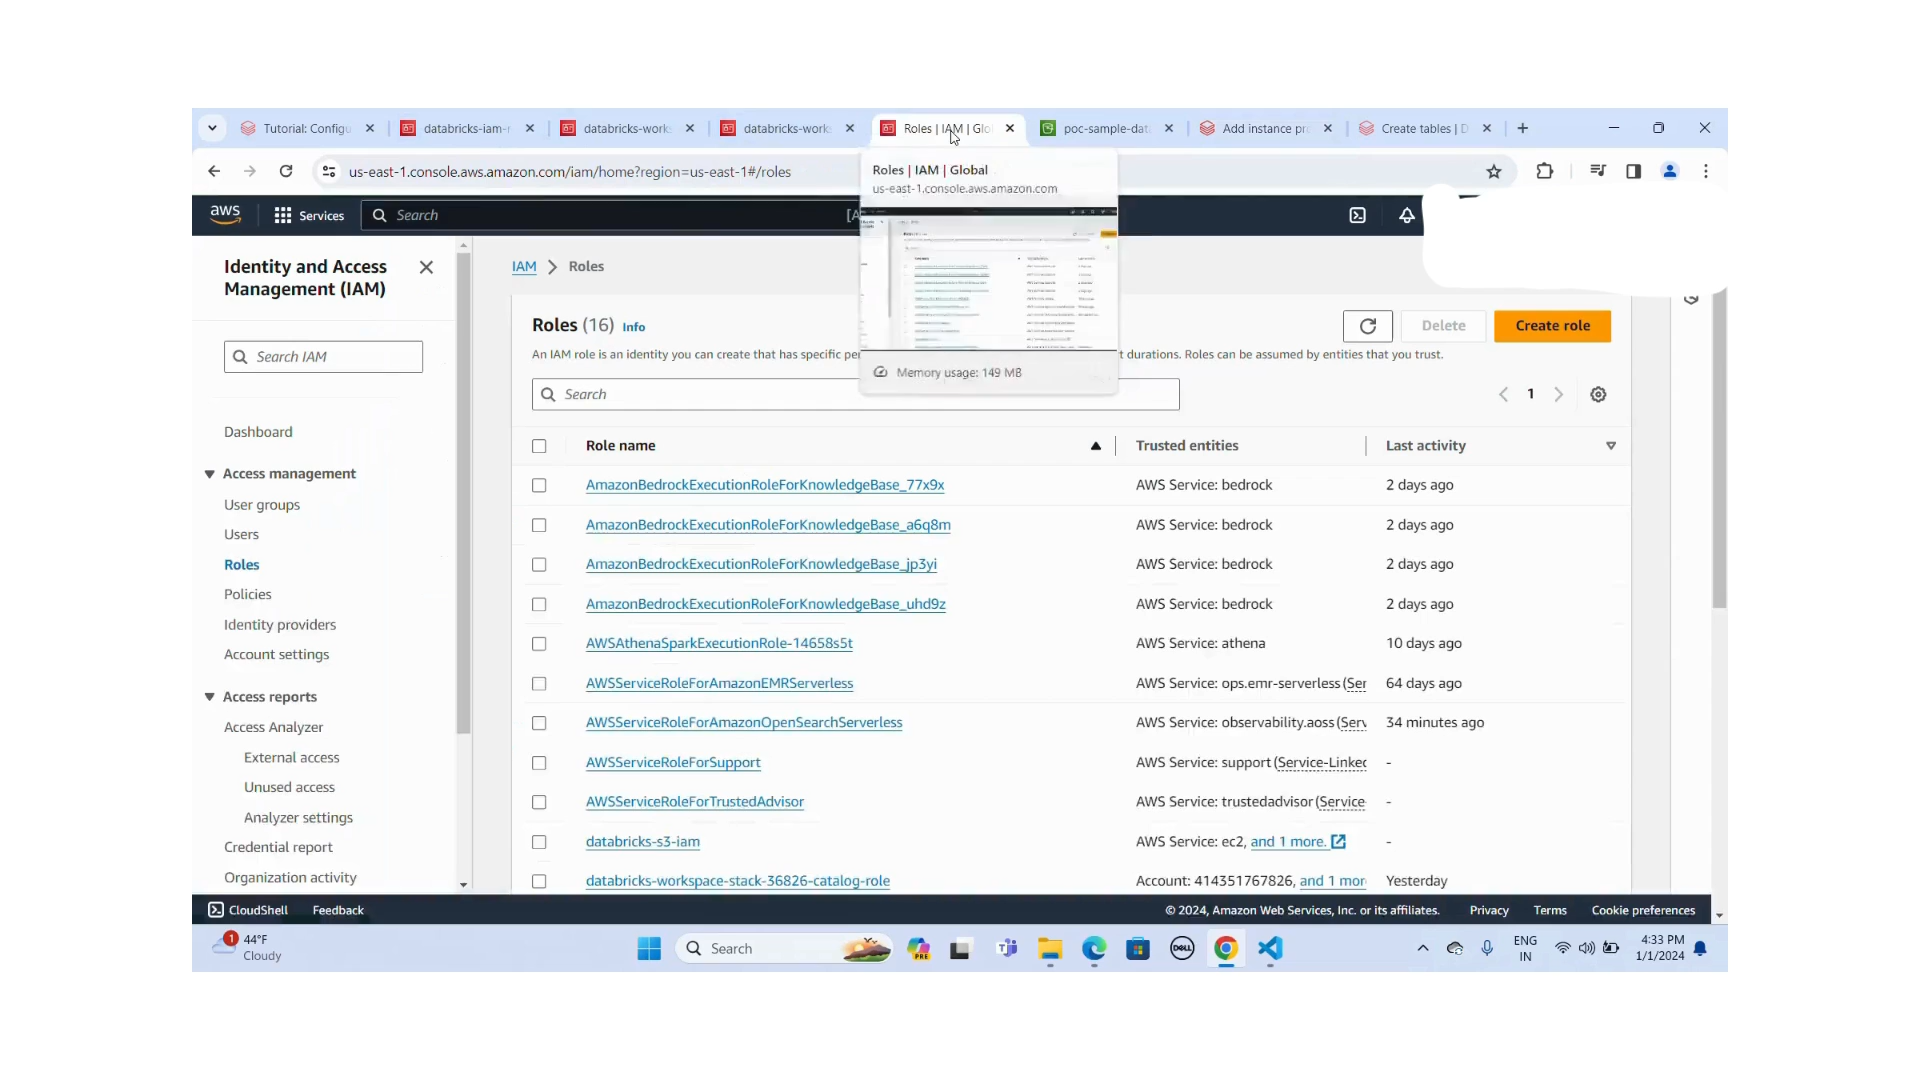 Tutorial: Configu
databricks-iam-r
databricks-works
databricks-works
Roles | IAM | Glo
poc-sample-dat
Add instance pr
Create tables | D
us-east-1.console.aws.amazon.com/iam/home?region=us-east-1#/roles
Roles | IAM | Global
us-east-1.console.aws.amazon.com
Memory usage: 149 MB
aws
Services
Search
[A
Identity and Access
Management (IAM)
Search IAM
Dashboard
Access management
User groups
Users
Roles
Policies
Identity providers
Account settings
Access reports
Access Analyzer
External access
Unused access
Analyzer settings
Credential report
Organization activity
IAM > Roles
Roles (16) Info
Delete
Create role
An IAM role is an identity you can create that has specific per
t durations. Roles can be assumed by entities that you trust.
Search
1
Role name Trusted entities Last activity
AmazonBedrockExecutionRoleForKnowledgeBase_77x9x AWS Service: bedrock 2 days ago
AmazonBedrockExecutionRoleForKnowledgeBase_a6q8m AWS Service: bedrock 2 days ago
AmazonBedrockExecutionRoleForKnowledgeBase_jp3yi AWS Service: bedrock 2 days ago
AmazonBedrockExecutionRoleForKnowledgeBase_uhd9z AWS Service: bedrock 2 days ago
AWSAthenaSparkExecutionRole-14658s5t AWS Service: athena 10 days ago
AWSServiceRoleForAmazonEMRServerless AWS Service: ops.emr-serverless (Ser 64 days ago
AWSServiceRoleForAmazonOpenSearchServerless AWS Service: observability.aoss (Serv 34 minutes ago
AWSServiceRoleForSupport AWS Service: support (Service-Linked -
AWSServiceRoleForTrustedAdvisor AWS Service: trustedadvisor (Service -
databricks-s3-iam AWS Service: ec2, and 1 more. -
databricks-workspace-stack-36826-catalog-role Account: 414351767826, and 1 mor Yesterday
CloudShell Feedback © 2024, Amazon Web Services, Inc. or its affiliates. Privacy Terms Cookie preferences
1
44°F
Cloudy
Search
PRE
DELL
ENG
IN
4:33 PM
1/1/2024